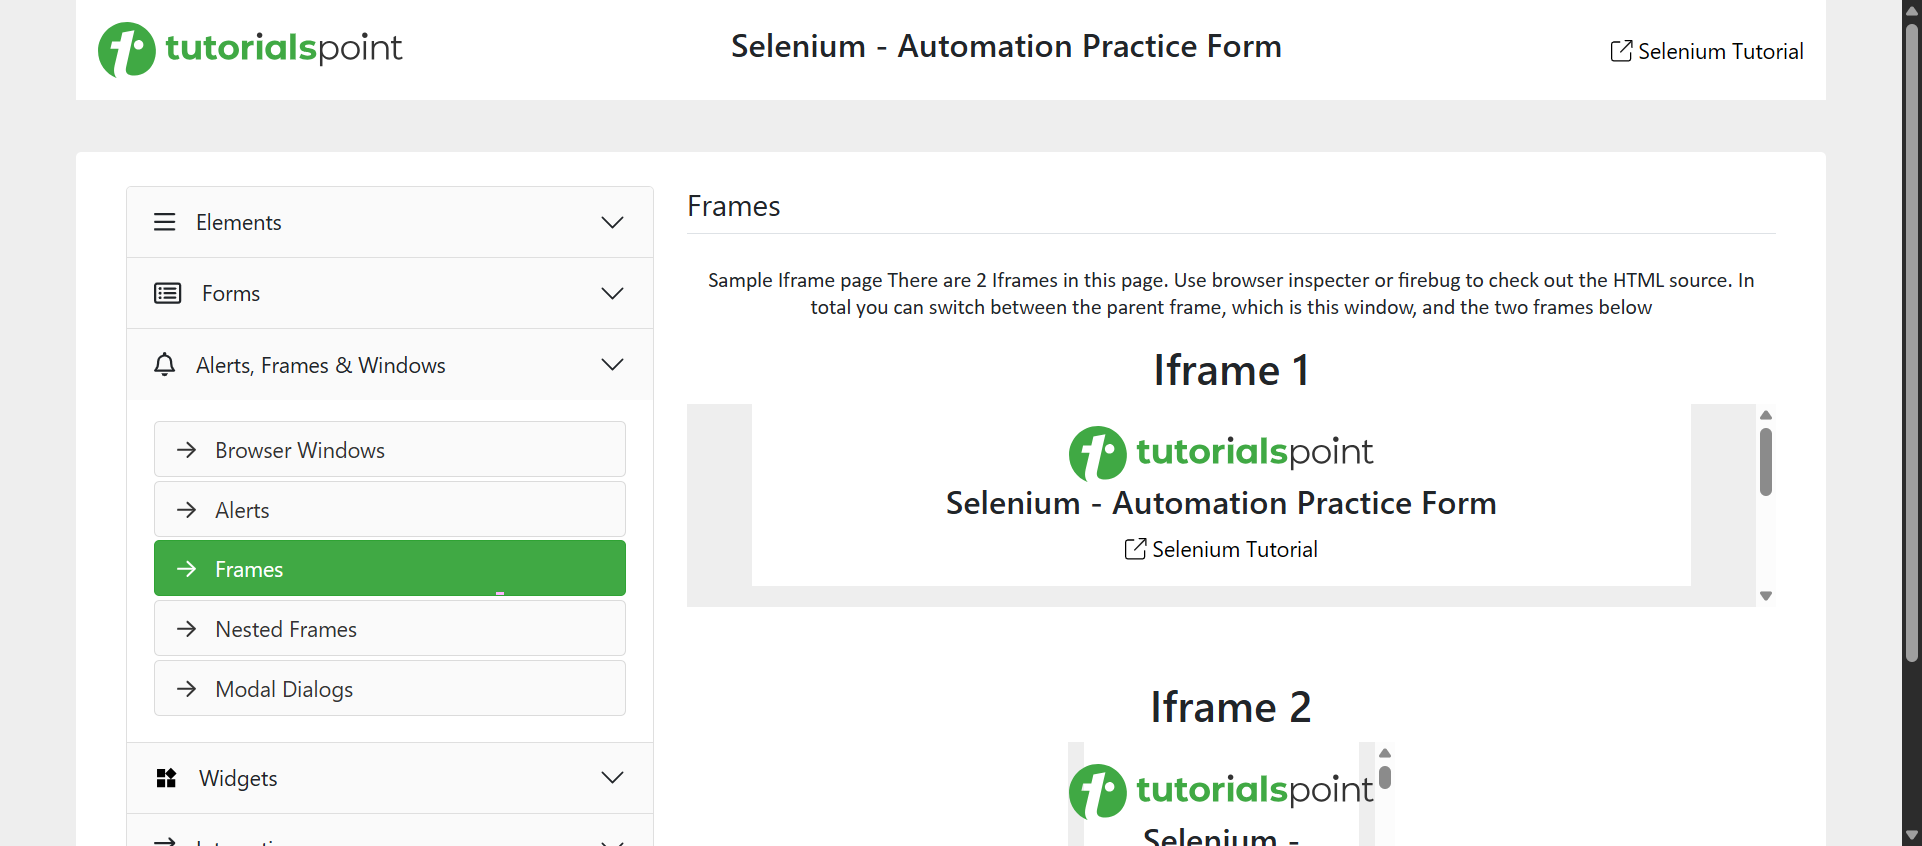 tutorialspoint
Selenium - Automation Practice Form
Selenium Tutorial
Elements
Forms
Alerts, Frames & Windows
Browser Windows
Alerts
Frames
Nested Frames
Modal Dialogs
Widgets
Frames
Sample Iframe page There are 2 Iframes in this page. Use browser inspecter or firebug to check out the HTML source. In
total you can switch between the parent frame, which is this window, and the two frames below
Iframe 1
tutorialspoint
Selenium - Automation Practice Form
Selenium Tutorial
Iframe 2
tutorialspoint
Selenium -